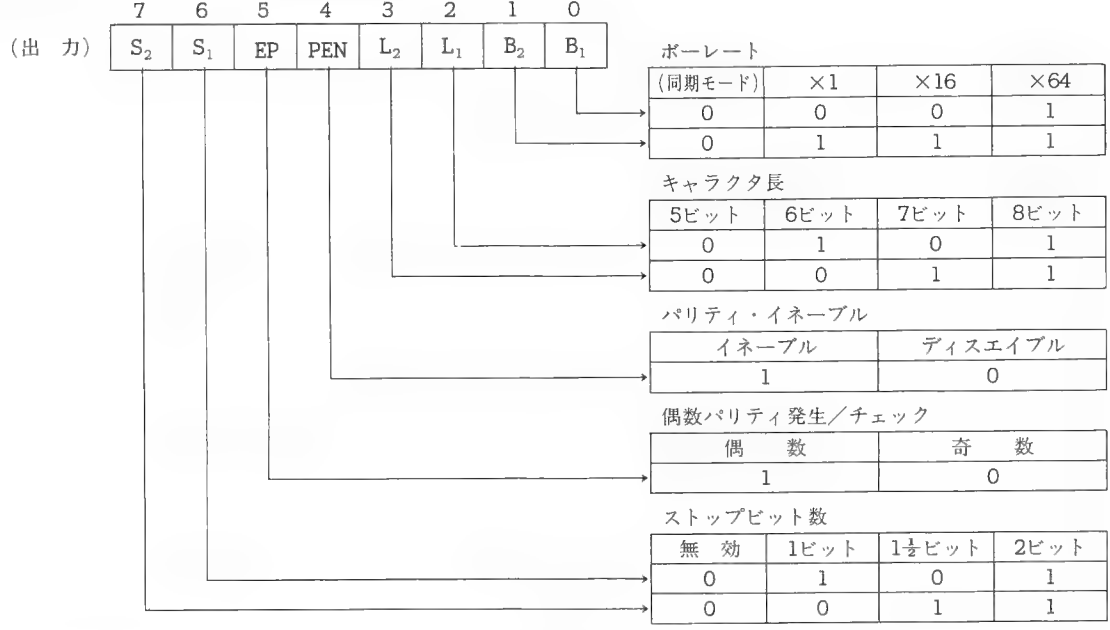 7 6 5 4 3 2 1 0
(出 力) S₂ S₁ EP PEN L₂ L₁ B₂ B₁
ボーレート
(同期モード) ×1 ×16 ×64
0 0 0 1
0 1 1 1
キャラクタ長
5ビット 6ビット 7ビット 8ビット
0 1 0 1
0 0 1 1
パリティ・イネーブル
イネーブル ディスエイブル
1 0
偶数パリティ発生/チェック
偶 数 奇 数
1 0
ストップビット数
無 効 1ビット 1½ビット 2ビット
0 1 0 1
0 0 1 1